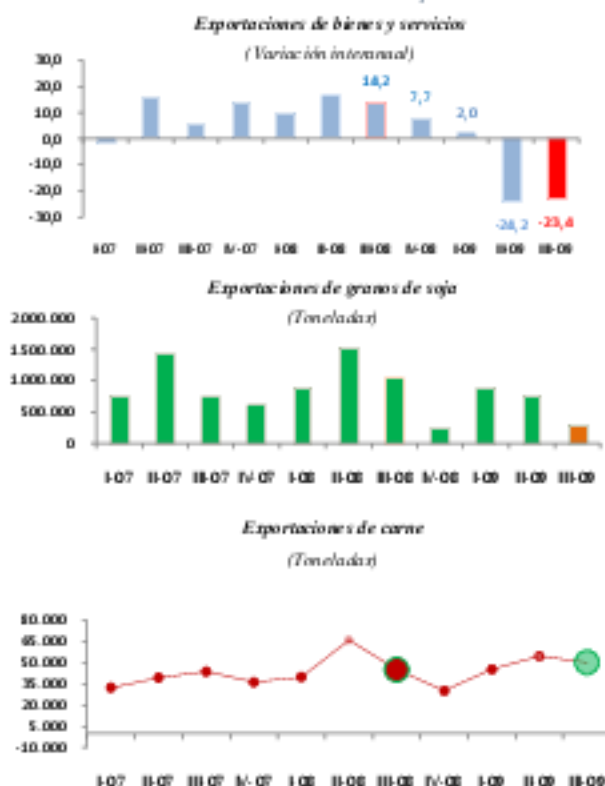 Exportaciones de bienes y servicios
(Variación interanual)
30,0
20,0
10,0
0,0
-10,0
-20,0
-30,0
14,2
7,7
2,0
-24,2
-23,4
I-07 II-07 III-07 IV-07 I-08 II-08 III-08 IV-08 I-09 II-09 III-09
Exportaciones de granos de soja
(Toneladas)
2.000.000
1.500.000
1.000.000
500.000
0
I-07 II-07 III-07 IV-07 I-08 II-08 III-08 IV-08 I-09 II-09 III-09
Exportaciones de carne
(Toneladas)
80.000
65.000
50.000
35.000
20.000
5.000
-10.000
I-07 II-07 III-07 IV-07 I-08 II-08 III-08 IV-08 I-09 II-09 III-09